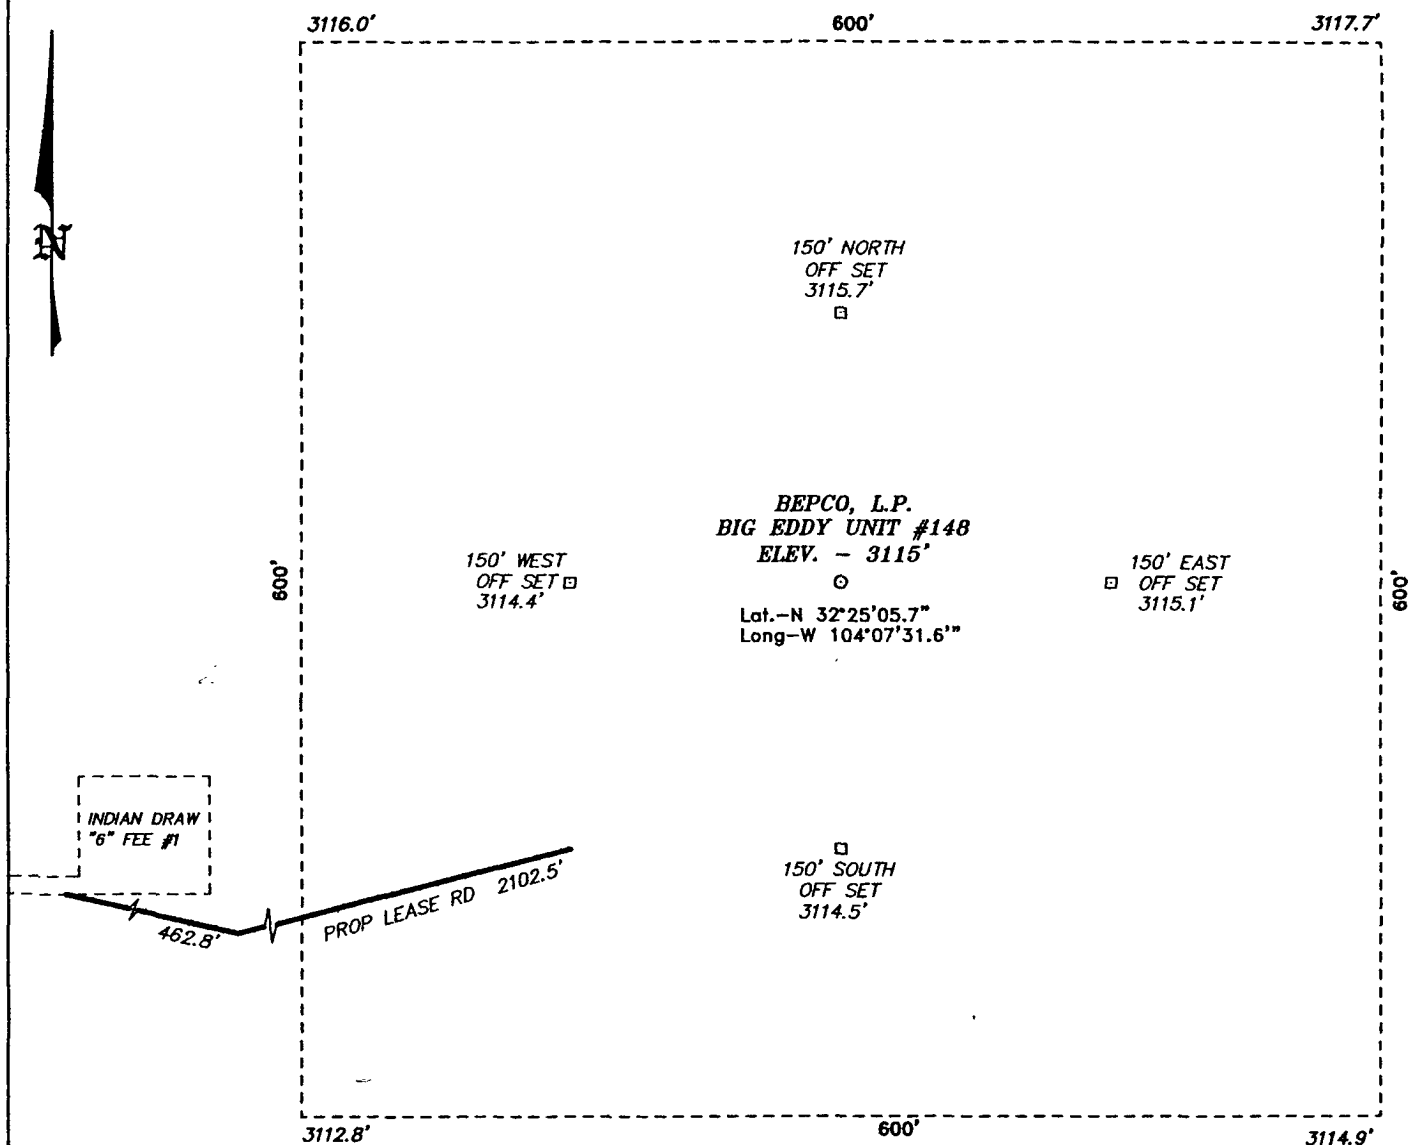 3116.0'
600'
3117.7'
N
150' NORTH
OFF SET
3115.7'
BEPCO, L.P.
BIG EDDY UNIT #148
ELEV. - 3115'
150' WEST
OFF SET
3114.4'
150' EAST
OFF SET
3115.1'
600'
600'
Lat.-N 32°25'05.7"
Long-W 104°07'31.6'"
INDIAN DRAW
"6" FEE #1
462.8'
PROP LEASE RD 2102.5'
150' SOUTH
OFF SET
3114.5'
3112.8'
600'
3114.9'